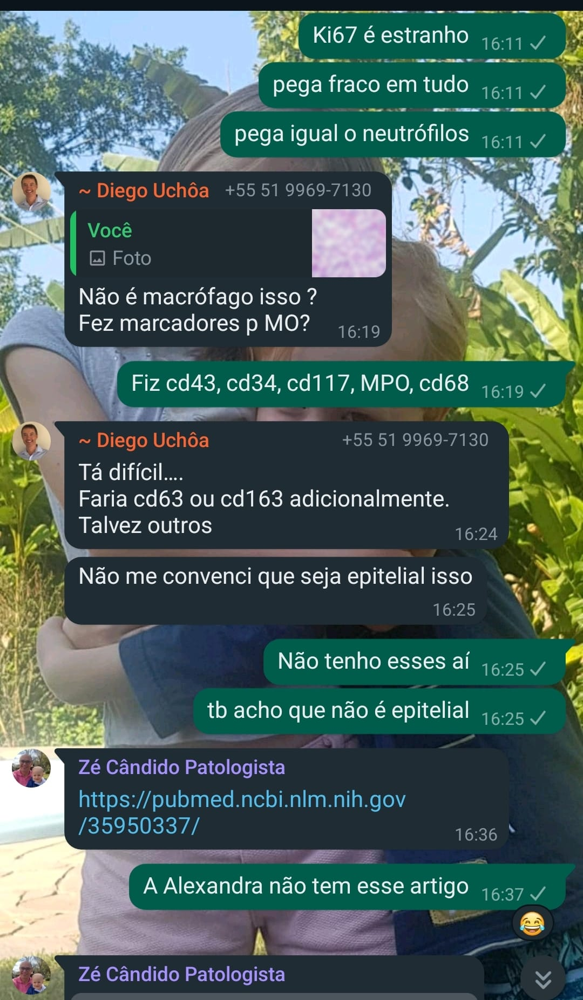 Ki67 é estranho 16:11
pega fraco em tudo 16:11
pega igual o neutrófilos 16:11
~ Diego Uchôa +55 51 9969-7130
Você
Foto
Não é macrófago isso ?
Fez marcadores p MO? 16:19
Fiz cd43, cd34, cd117, MPO, cd68 16:19
~ Diego Uchôa +55 51 9969-7130
Tá difícil....
Faria cd63 ou cd163 adicionalmente.
Talvez outros 16:24
Não me convenci que seja epitelial isso
16:25
Não tenho esses aí 16:25
tb acho que não é epitelial 16:25
Zé Cândido Patologista
https://pubmed.ncbi.nlm.nih.gov
/35950337/ 16:36
A Alexandra não tem esse artigo 16:37
Zé Cândido Patologista